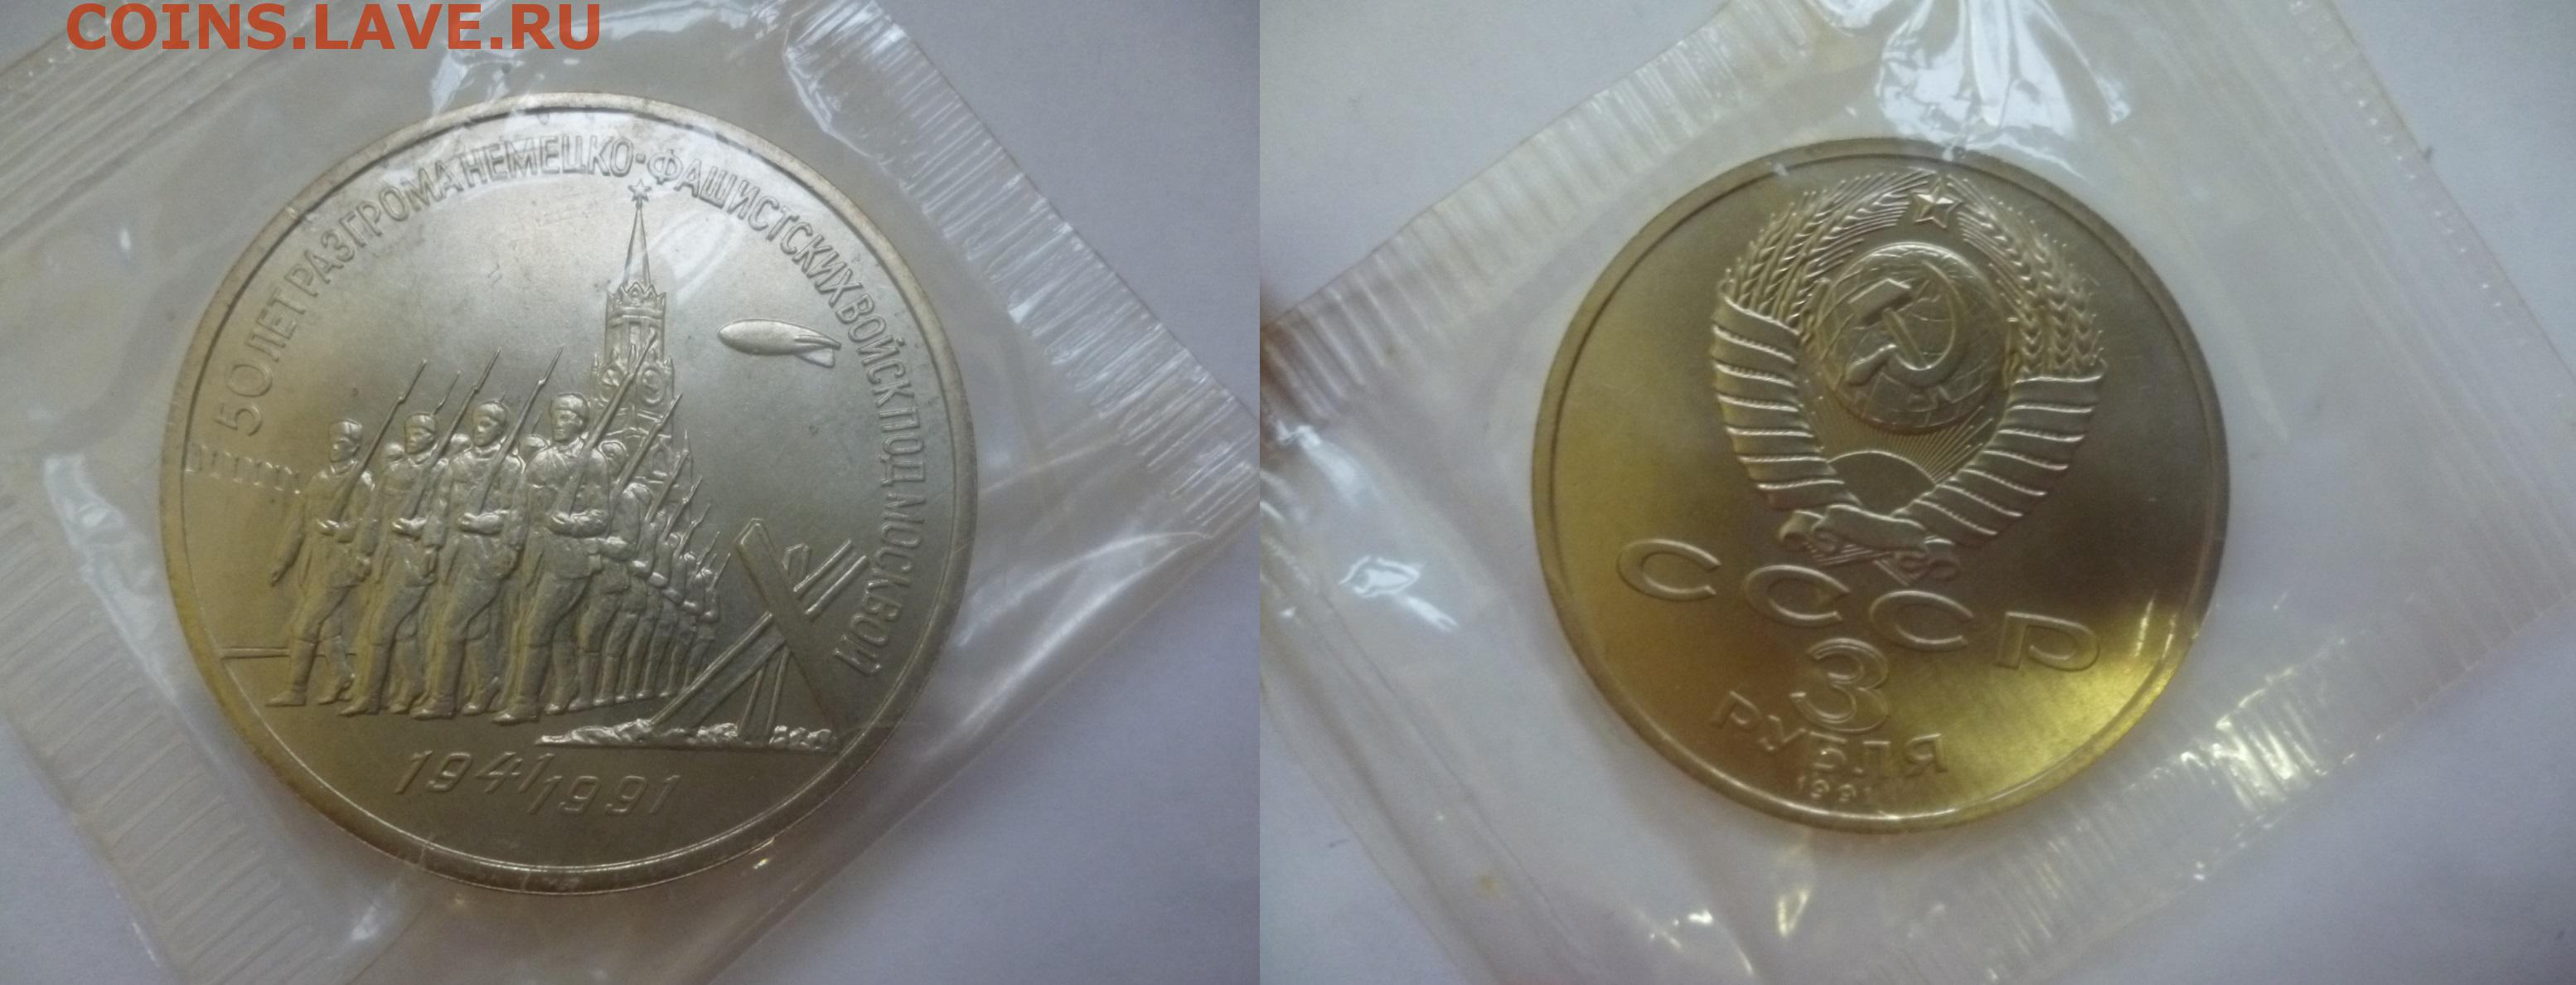 COINS.LAVE.RU
50 ЛЕТ РАЗГРОМА НЕМЕЦКО-ФАШИСТСКИХ ВОЙСК ПОД МОСКВОЙ
1941/1991
СССР
3
РУБЛЯ
1991